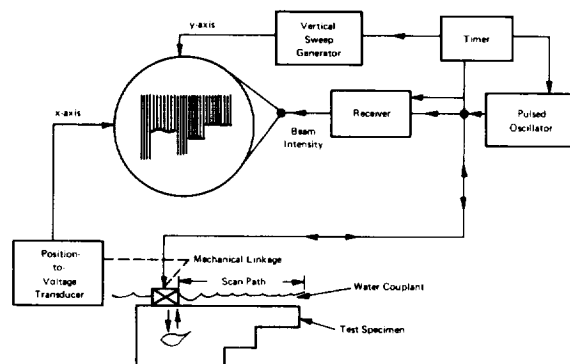 y-axis
Vertical
Sweep
Generator
Timer
x-axis
Receiver
Beam
Intensity
Pulsed
Oscillator
Position-
to-
Voltage
Transducer
Mechanical Linkage
Scan Path
Water Couplant
Test Specimen